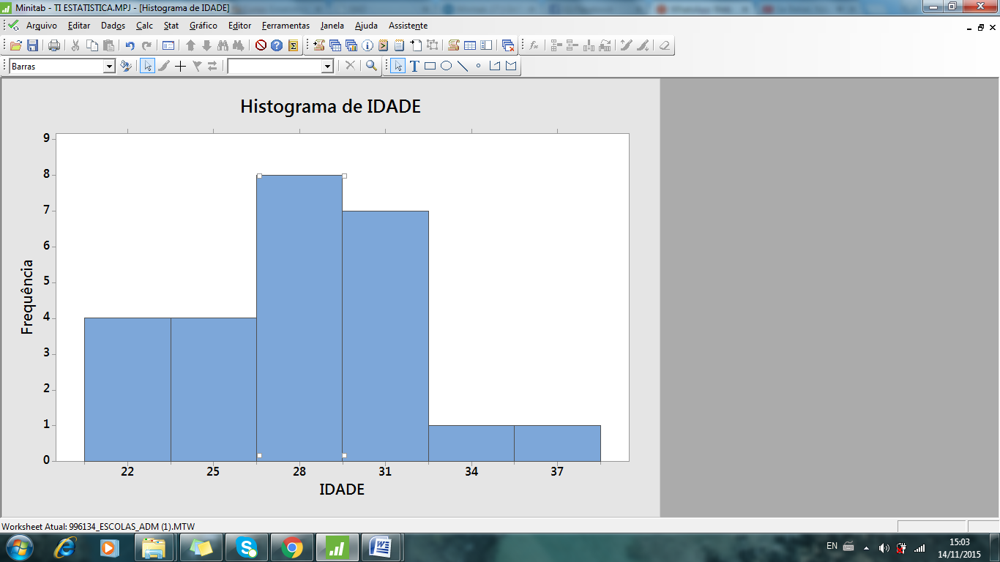 Minitab - TI ESTATISTICA.MPJ - [Histograma de IDADE]
Arquivo Editar Dados Calc Stat Gráfico Editor Ferramentas Janela Ajuda Assistente
Barras
Histograma de IDADE
9
8
7
6
5
4
3
2
1
0
Frequência
22 25 28 31 34 37
IDADE
Worksheet Atual: 996134_ESCOLAS_ADM (1).MTW
EN
15:03
14/11/2015